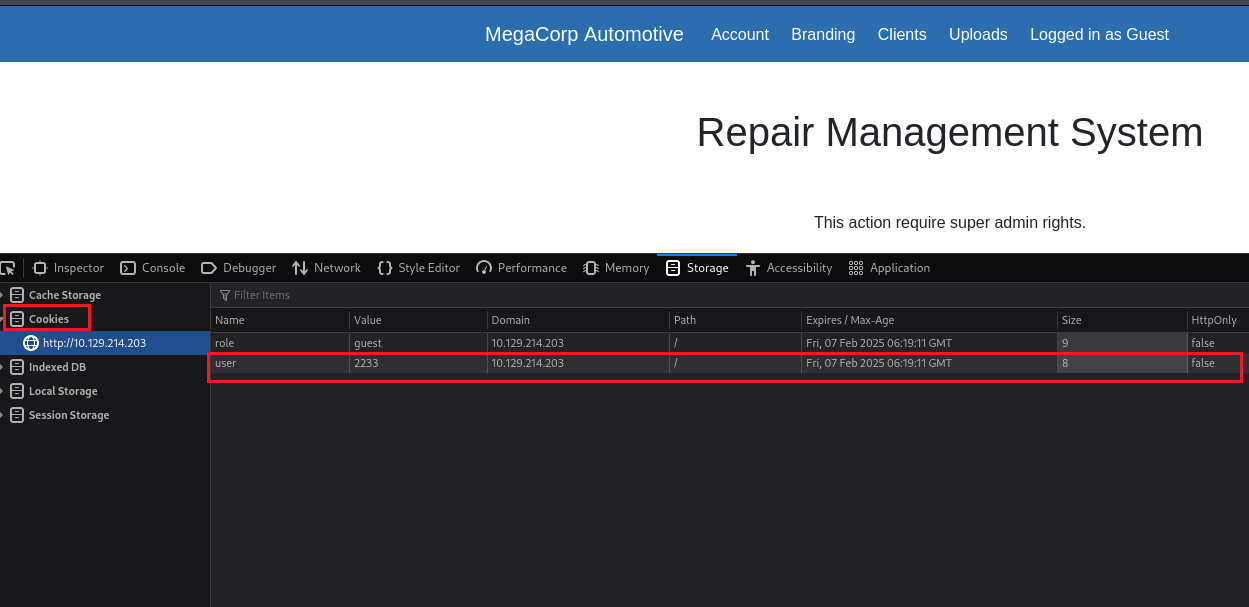 MegaCorp Automotive Account Branding Clients Uploads Logged in as Guest
Repair Management System
This action require super admin rights.
Inspector Console Debugger Network Style Editor Performance Memory Storage Accessibility Application
Cache Storage
Cookies
http://10.129.214.203
Indexed DB
Local Storage
Session Storage
Filter Items
Name Value Domain Path Expires / Max-Age Size HttpOnly
role guest 10.129.214.203 / Fri, 07 Feb 2025 06:19:11 GMT 9 false
user 2233 10.129.214.203 / Fri, 07 Feb 2025 06:19:11 GMT 8 false